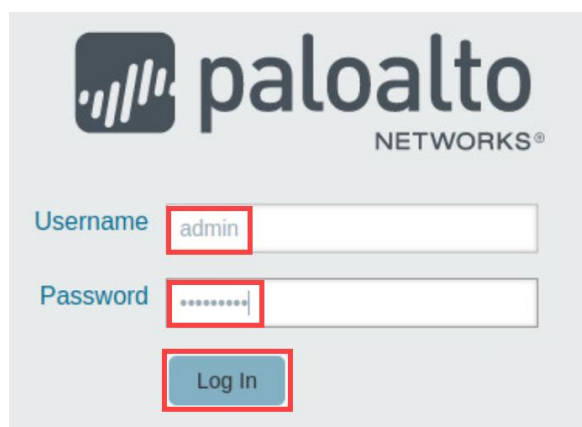 paloalto
NETWORKS®
Username admin
Password •••••••••
Log In